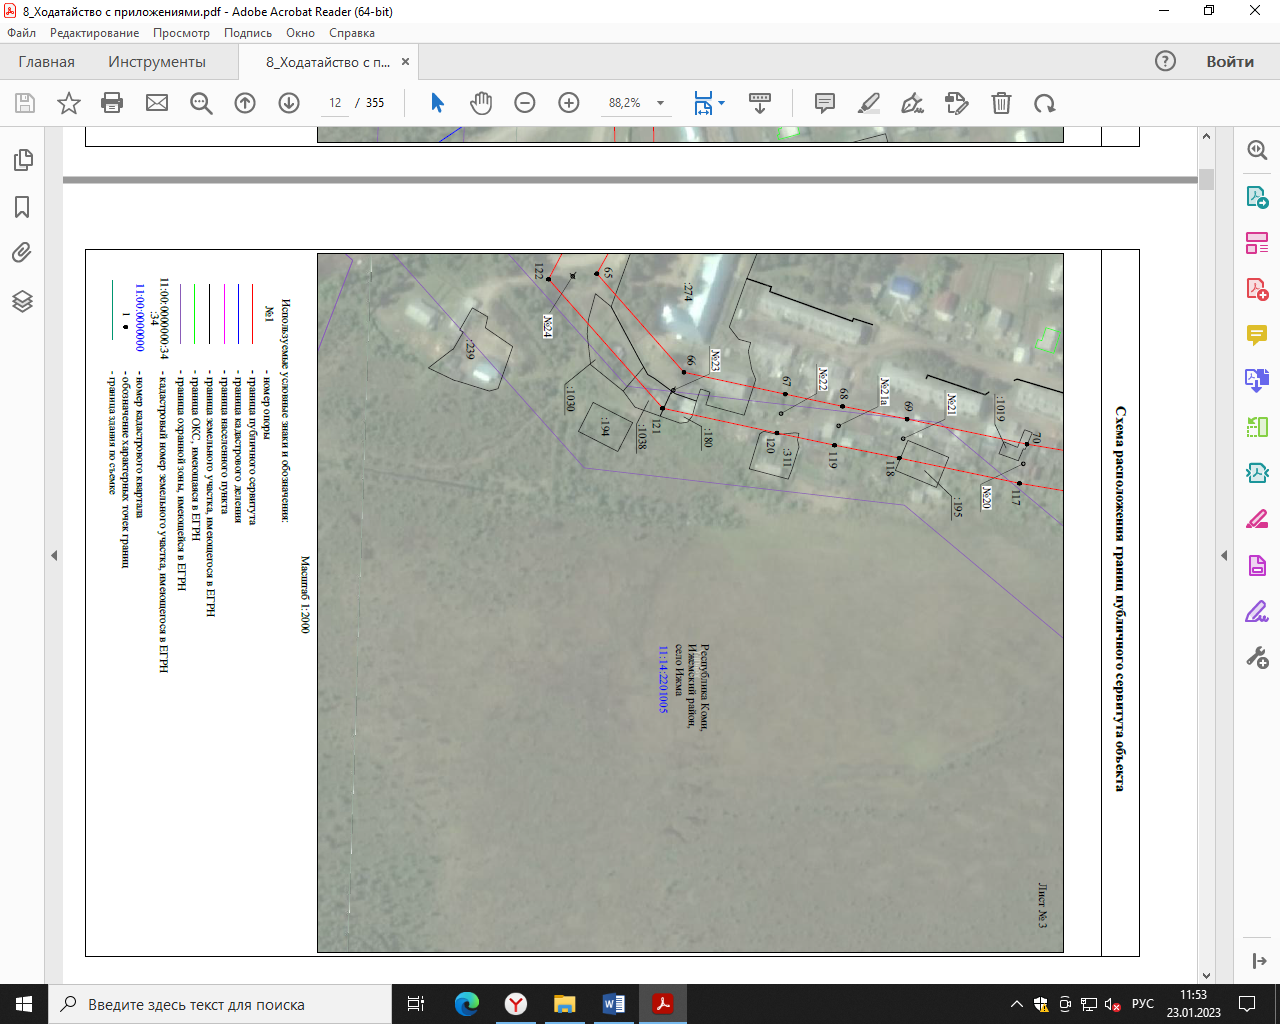 8_Ходатайство с приложениями.pdf - Adobe Acrobat Reader (64-bit)
Файл Редактирование Просмотр Подпись Окно Справка
Главная Инструменты 8_Ходатайство с п... × Войти
12 / 355 88,2%
Схема расположения границ публичного сервитута объекта
Лист № 3
:274
65
122
№24
66
№23
67
№22
68
№21а
69
№21
:1019
70
:239
:1030
:194
:1038
121
:180
120
:311
119
118
:195
№20
117
Республика Коми,
Ижемский район,
село Ижма
11:14:2201005
Масштаб 1:2000
Используемые условные знаки и обозначения:
№1 - номер опоры
- граница публичного сервитута
- граница кадастрового деления
- граница населенного пункта
- граница земельного участка, имеющегося в ЕГРН
- граница ОКС, имеющаяся в ЕГРН
- граница охранной зоны, имеющейся в ЕГРН
11:00:0000000:34
:34 - кадастровый номер земельного участка, имеющегося в ЕГРН
11:00:0000000 - номер кадастрового квартала
1 - обозначение характерных точек границ
- граница здания по съемке
Введите здесь текст для поиска
РУС
11:53
23.01.2023